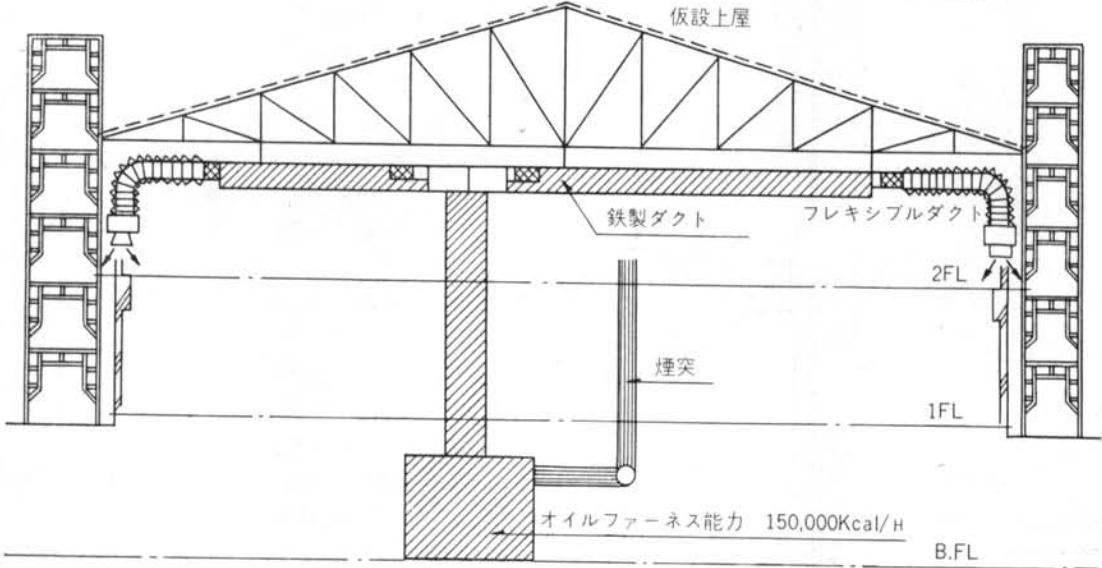 仮設上屋
鉄製ダクト
フレキシブルダクト
2FL
煙突
1FL
オイルファーネス能力 150,000Kcal/H
B.FL